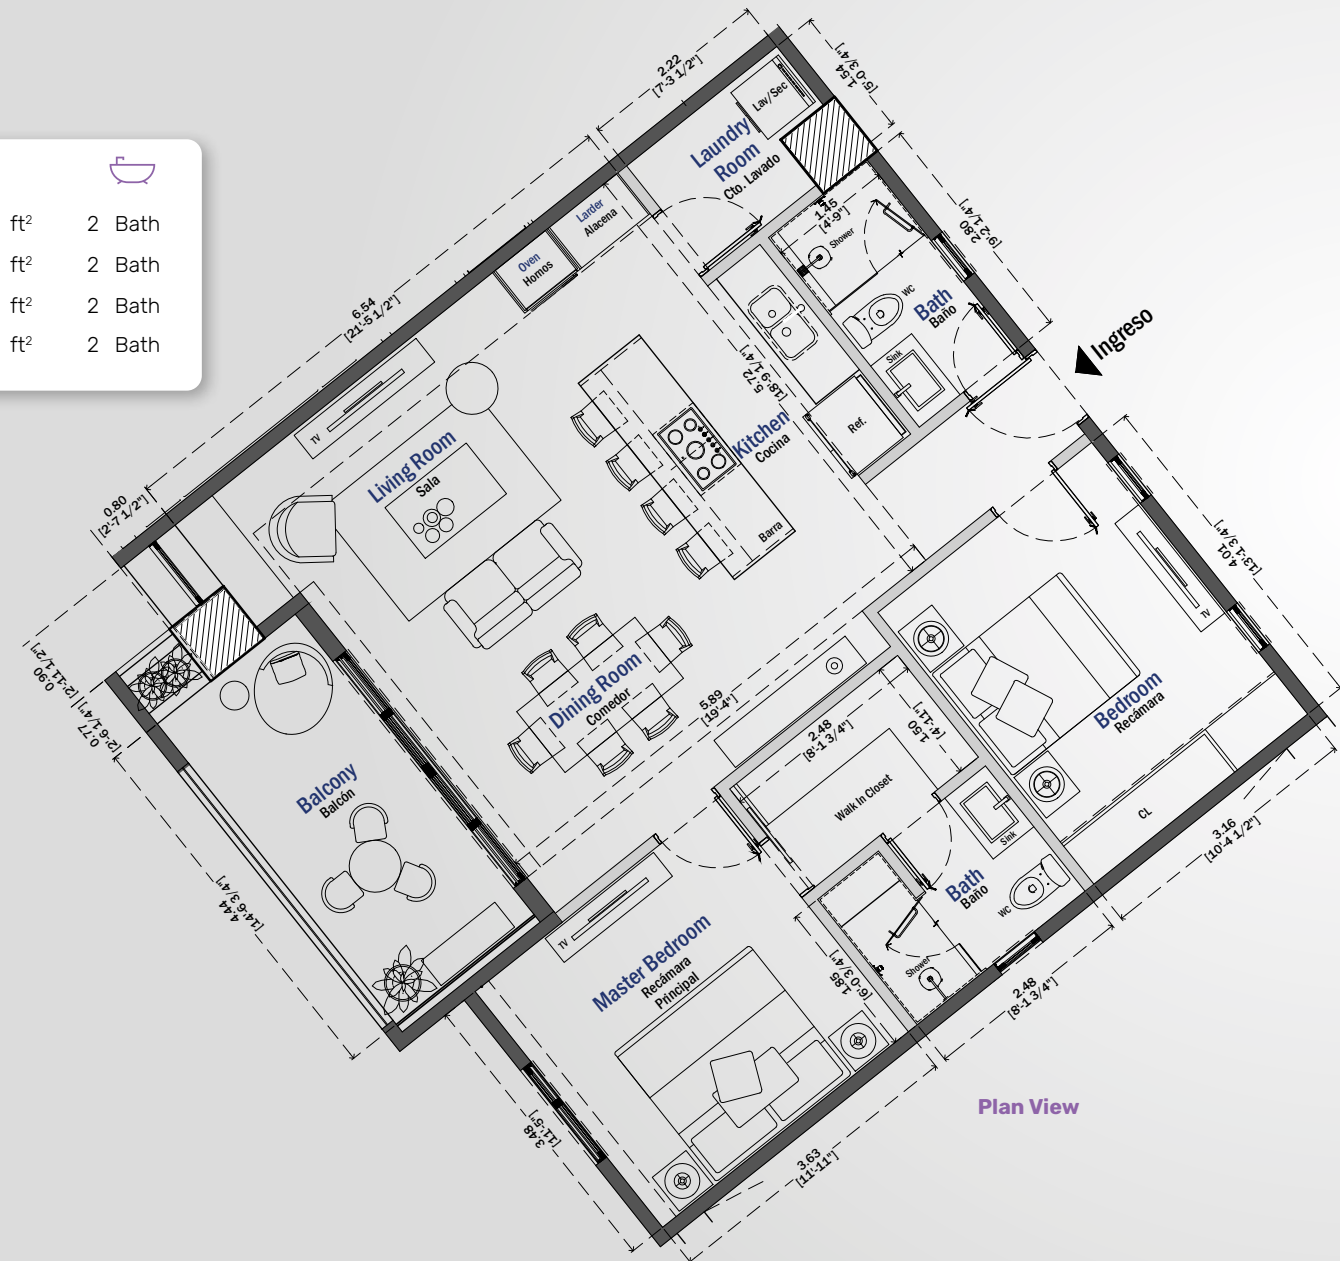 ft² 2 Bath
ft² 2 Bath
ft² 2 Bath
ft² 2 Bath
2.22
[7'-3 1/2"]
1.54
[5'-0 3/4"]
Lav/Sec
Laundry
Room
Cto. Lavado
1.45
[4'-9"]
Shower
2.80
[9'-2 1/4"]
WC
Bath
Baño
Sink
Ingreso
Larder
Alacena
Oven
Hornos
6.54
[21'-5 1/2"]
5.72
[18'-9 1/4"]
Ref.
Kitchen
Cocina
Barra
TV
Living Room
Sala
0.80
[2'-7 1/2"]
4.01
[13'-1 3/4"]
TV
Bedroom
Recámara
CL
3.16
[10'-4 1/2"]
0.90
[2'-11 1/2"]
0.77
[2'-6 1/4"]
Dining Room
Comedor
5.89
[19'-4"]
2.48
[8'-1 3/4"]
1.50
[4'-11"]
Walk In Closet
Sink
Bath
Baño
WC
Shower
Balcony
Balcón
4.44
[14'-6 3/4"]
TV
Master Bedroom
Recámara
Principal
1.85
[6'-0 3/4"]
2.48
[8'-1 3/4"]
3.48
[11'-5"]
3.63
[11'-11"]
Plan View